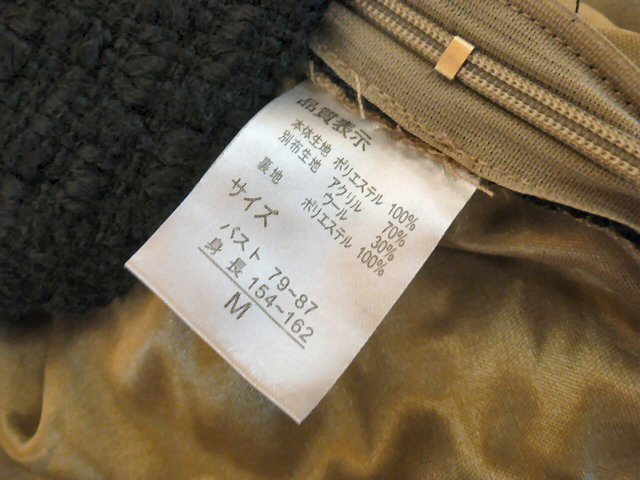 品質表示
本体生地 ポリエステル 100%
別布生地 アクリル 70%
ウール 30%
裏地 ポリエステル 100%
サイズ
バスト 79~87
身長 154~162
M